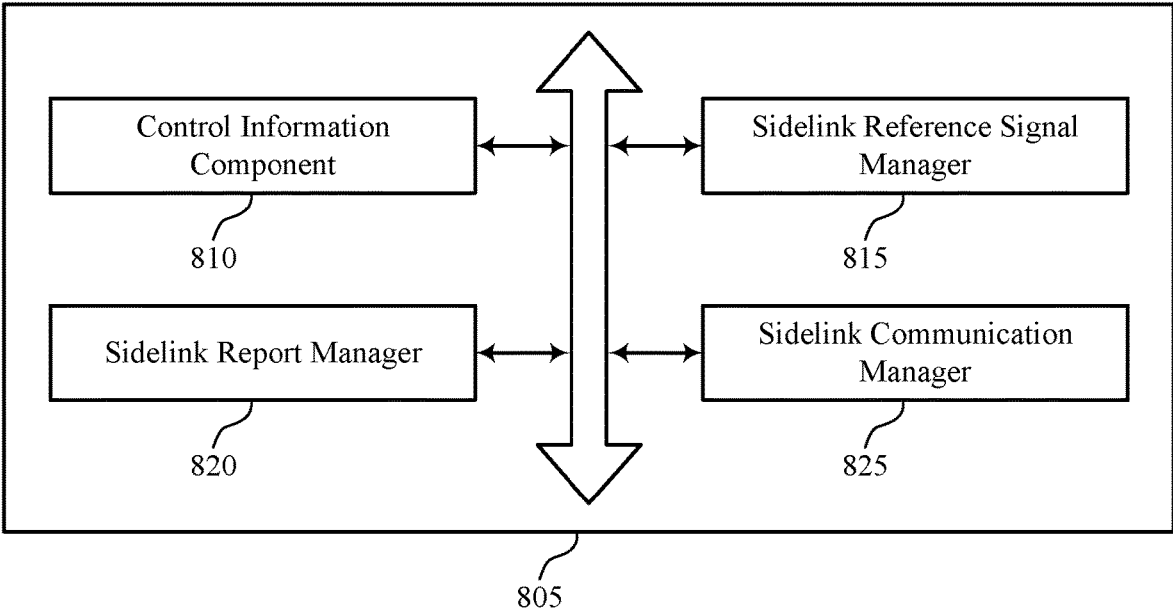 Control Information
Component
810
Sidelink Reference Signal
Manager
815
Sidelink Report Manager
820
Sidelink Communication
Manager
825
805